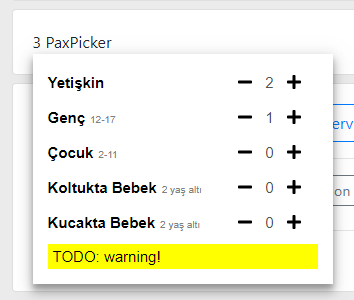 3 PaxPicker
Yetişkin 2
Genç 12-17 1
Çocuk 2-11 0
Koltukta Bebek 2 yaş altı 0
Kucakta Bebek 2 yaş altı 0
TODO: warning!
erv
on